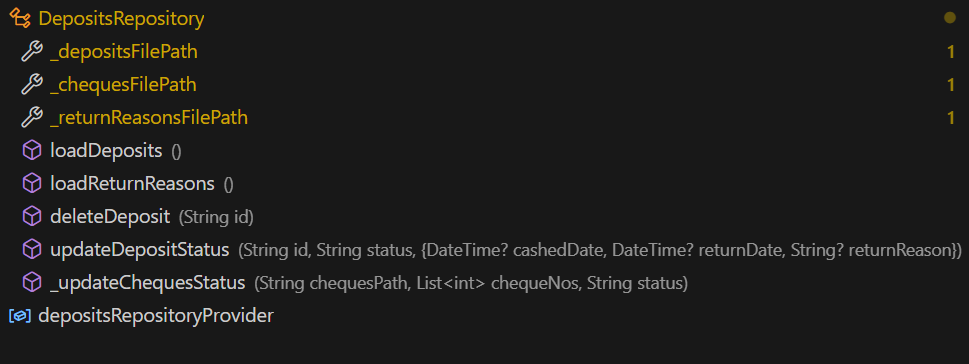 DepositsRepository
_depositsFilePath 1
_chequesFilePath 1
_returnReasonsFilePath 1
loadDeposits ()
loadReturnReasons ()
deleteDeposit (String id)
updateDepositStatus (String id, String status, {DateTime? cashedDate, DateTime? returnDate, String? returnReason})
_updateChequesStatus (String chequesPath, List<int> chequeNos, String status)
depositsRepositoryProvider